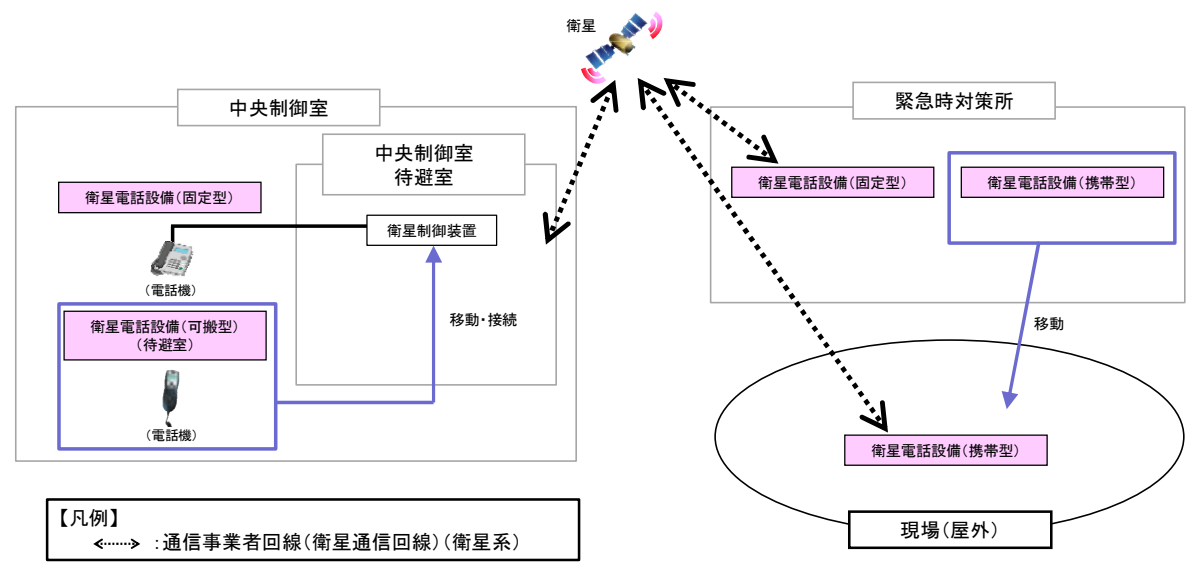 衛星
中央制御室
中央制御室
待避室
衛星電話設備(固定型)
衛星制御装置
(電話機)
衛星電話設備(可搬型)
(待避室)
移動・接続
(電話機)
緊急時対策所
衛星電話設備(固定型)
衛星電話設備(携帯型)
移動
衛星電話設備(携帯型)
現場(屋外)
【凡例】
:通信事業者回線(衛星通信回線)(衛星系)